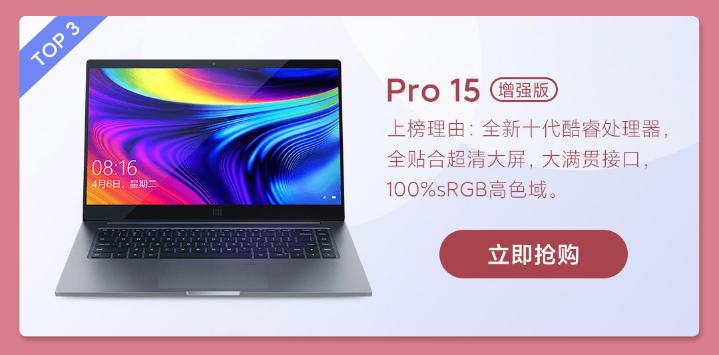 TOP 3
Pro 15 增强版
上榜理由：全新十代酷睿处理器，
全贴合超清大屏，大满贯接口，
100%sRGB高色域。
08:16
4月6日，星期二
立即抢购